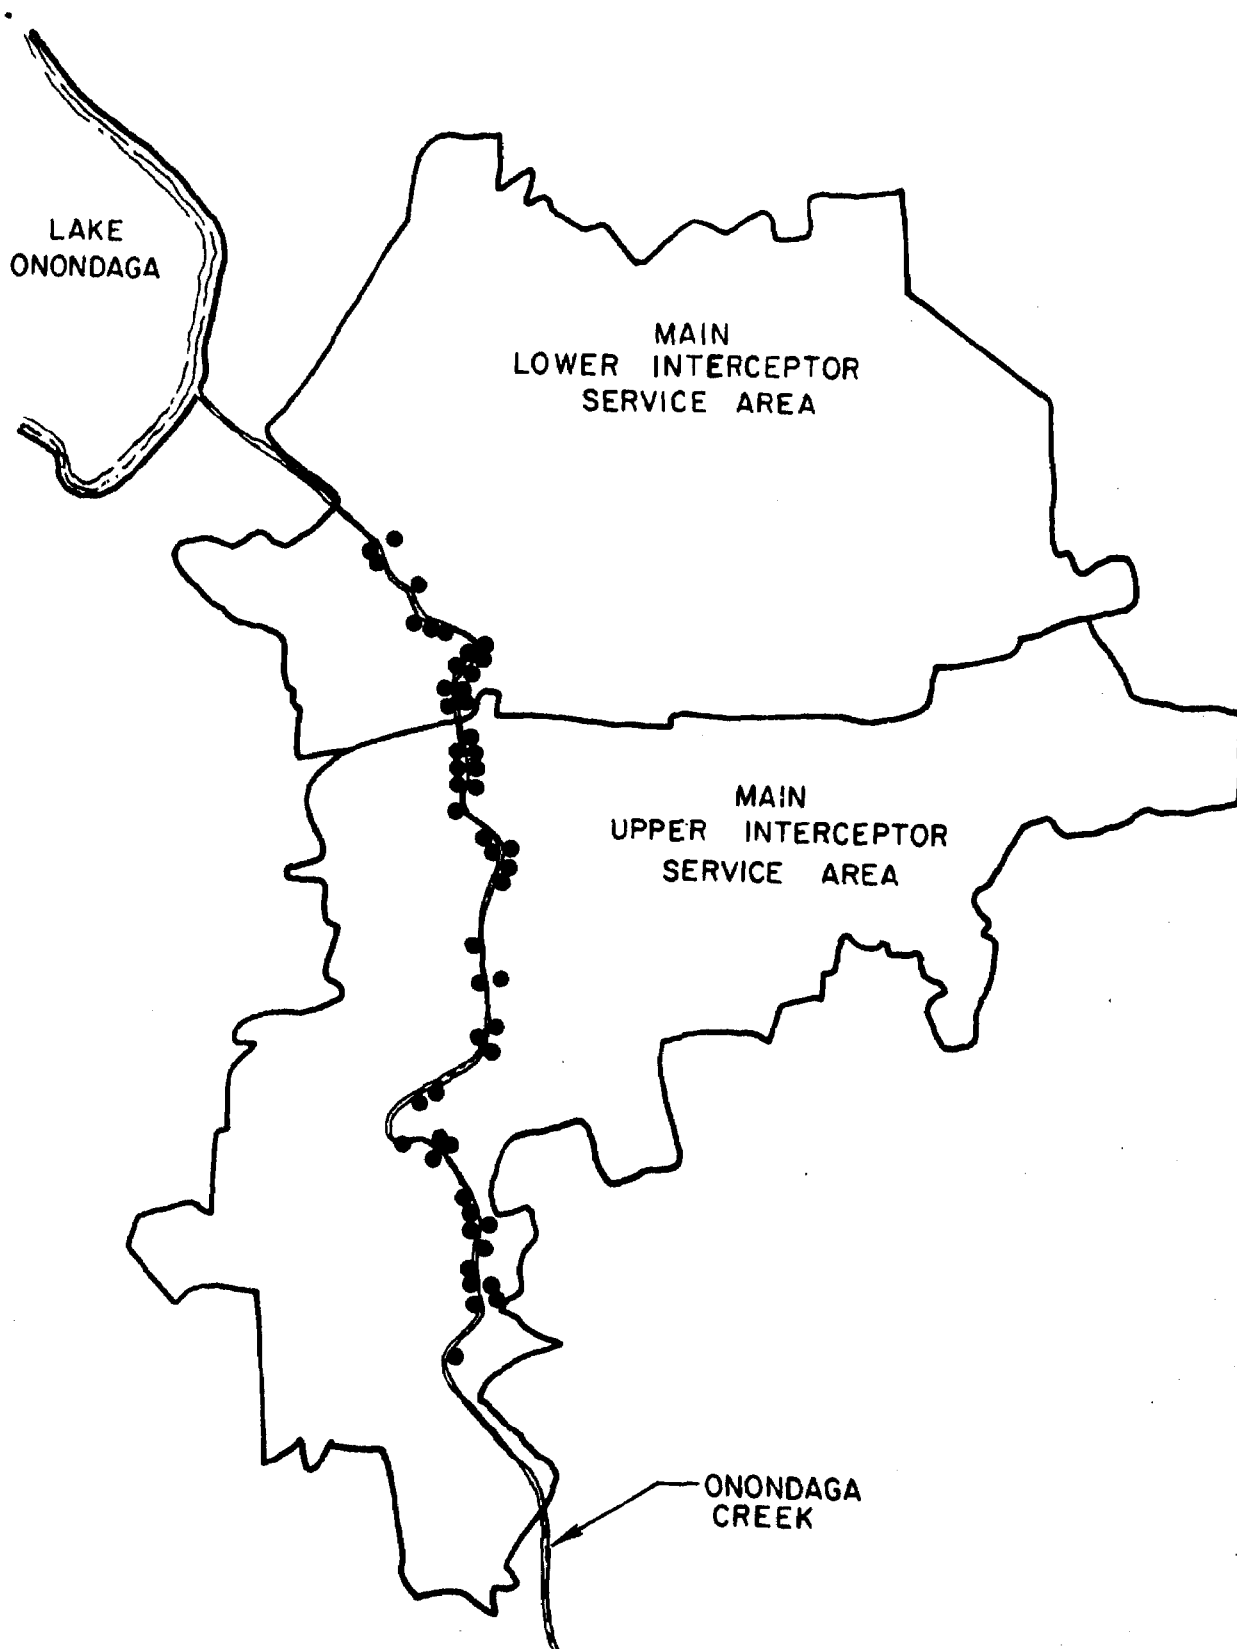 LAKE
ONONDAGA
MAIN
LOWER INTERCEPTOR
SERVICE AREA
MAIN
UPPER INTERCEPTOR
SERVICE AREA
ONONDAGA
CREEK